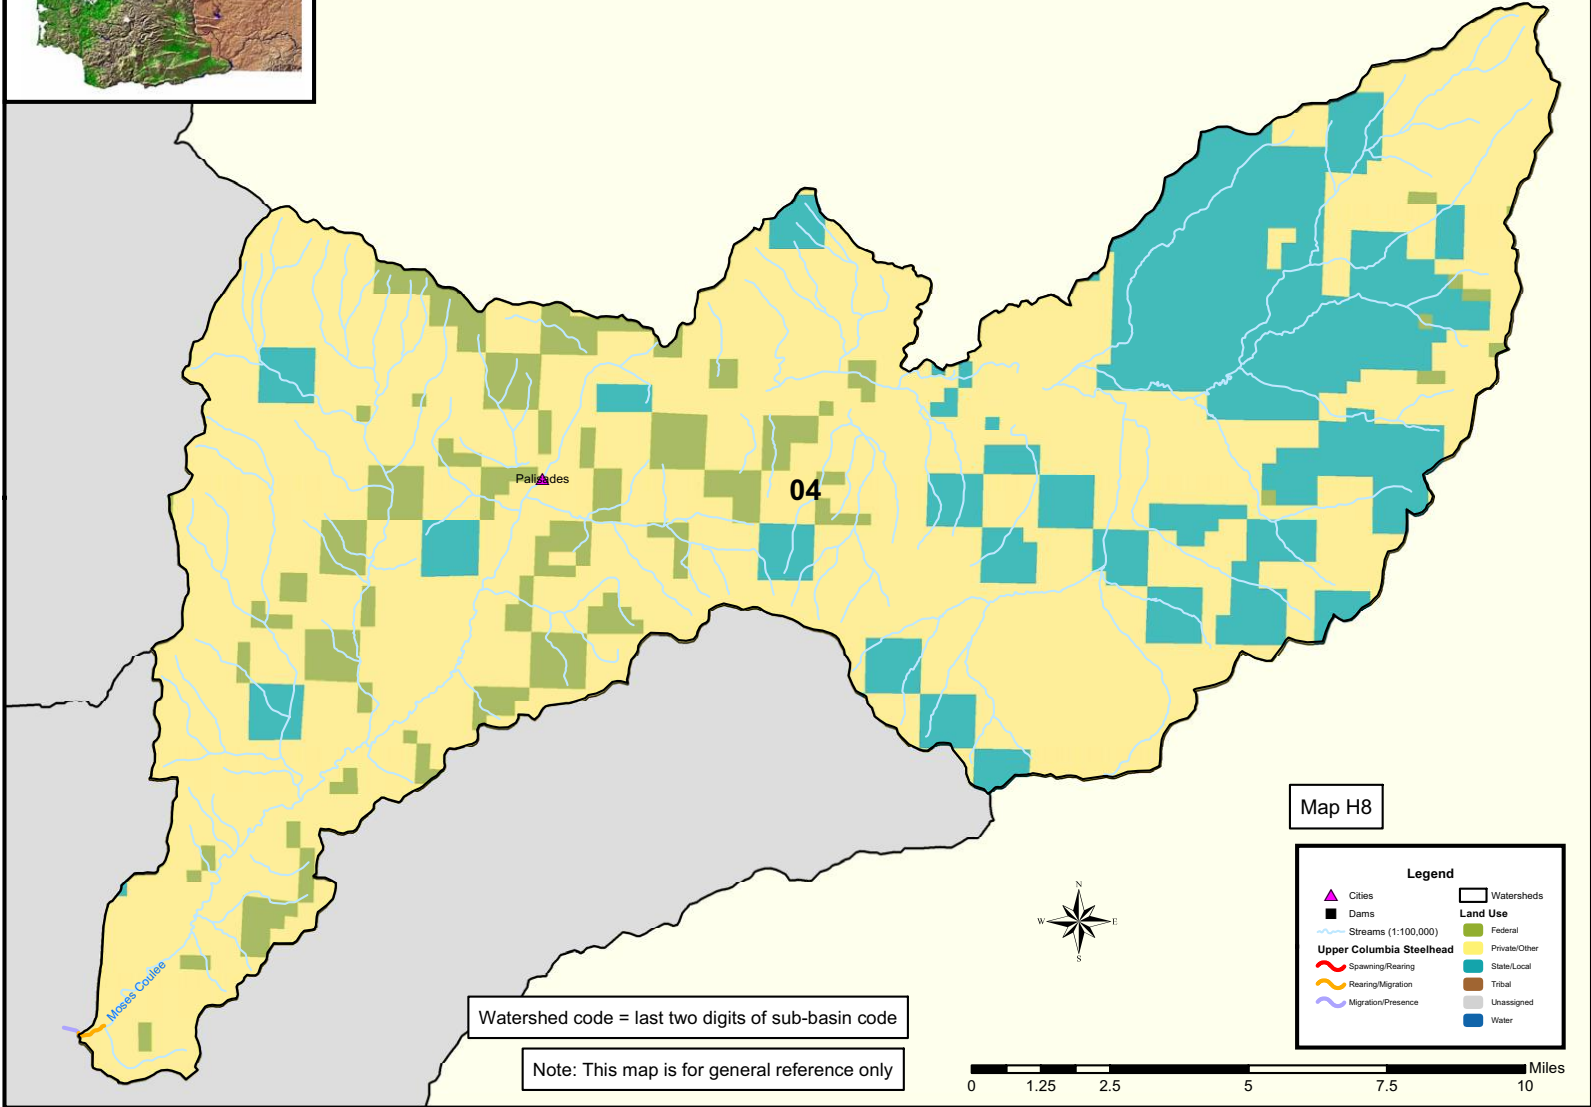 Palisades
04
Moses Coulee
Map H8
Legend
Cities
Dams
Streams (1:100,000)
Upper Columbia Steelhead
Spawning/Rearing
Rearing/Migration
Migration/Presence
Watersheds
Land Use
Federal
Private/Other
State/Local
Tribal
Unassigned
Water
N
W E
S
Watershed code = last two digits of sub-basin code
Note: This map is for general reference only
Miles
0 1.25 2.5 5 7.5 10